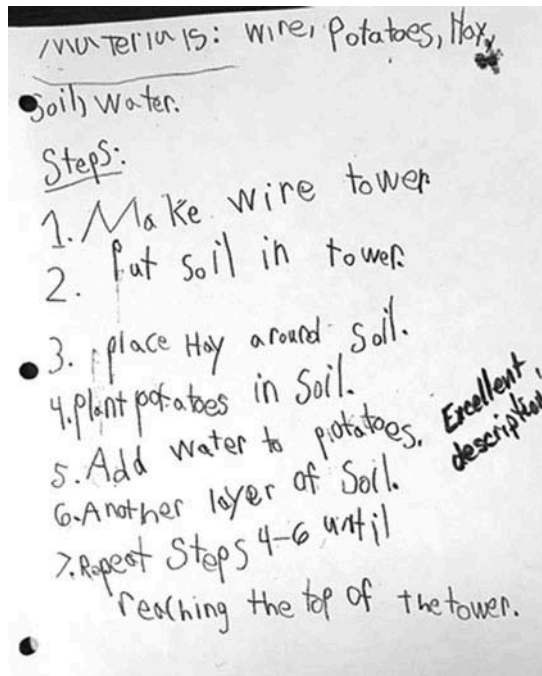 Materials: wire, Potatoes, Hay,
Soil, Water.
Steps:
1. Make wire tower
2. Put soil in tower.
3. place Hay around Soil.
4. Plant potatoes in Soil.
5. Add water to potatoes.
Excellent
description
6. Another layer of Soil.
7. Repeat Steps 4-6 until
reaching the top of the tower.